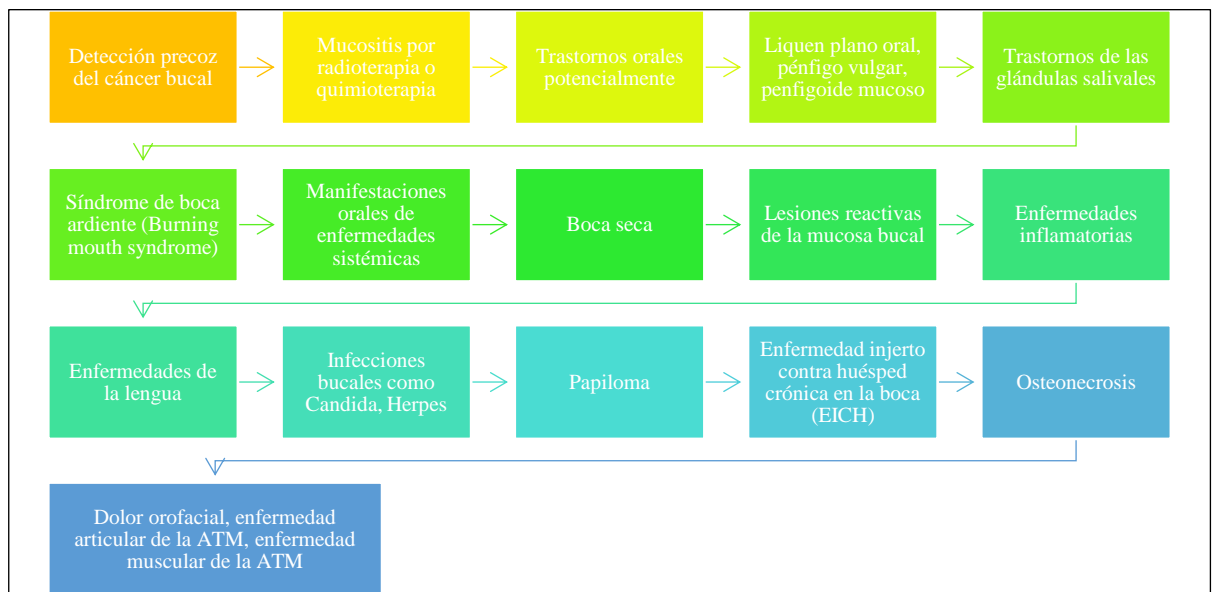 Detección precoz
del cáncer bucal
Mucositis por
radioterapia o
quimioterapia
Trastornos orales
potencialmente
Liquen plano oral,
pénfigo vulgar,
penfigoide mucoso
Trastornos de las
glándulas salivales
Síndrome de boca
ardiente (Burning
mouth syndrome)
Manifestaciones
orales de
enfermedades
sistémicas
Boca seca
Lesiones reactivas
de la mucosa bucal
Enfermedades
inflamatorias
Enfermedades de
la lengua
Infecciones
bucales como
Candida, Herpes
Papiloma
Enfermedad injerto
contra huésped
crónica en la boca
(EICH)
Osteonecrosis
Dolor orofacial, enfermedad
articular de la ATM, enfermedad
muscular de la ATM